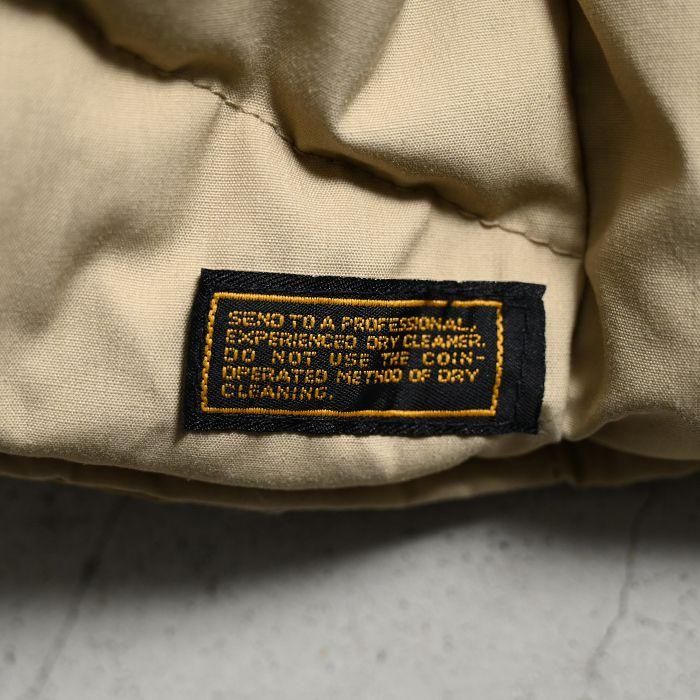 SEND TO A PROFESSIONAL,
EXPERIENCED DRY CLEANER.
DO NOT USE THE COIN-
OPERATED METHOD OF DRY
CLEANING.